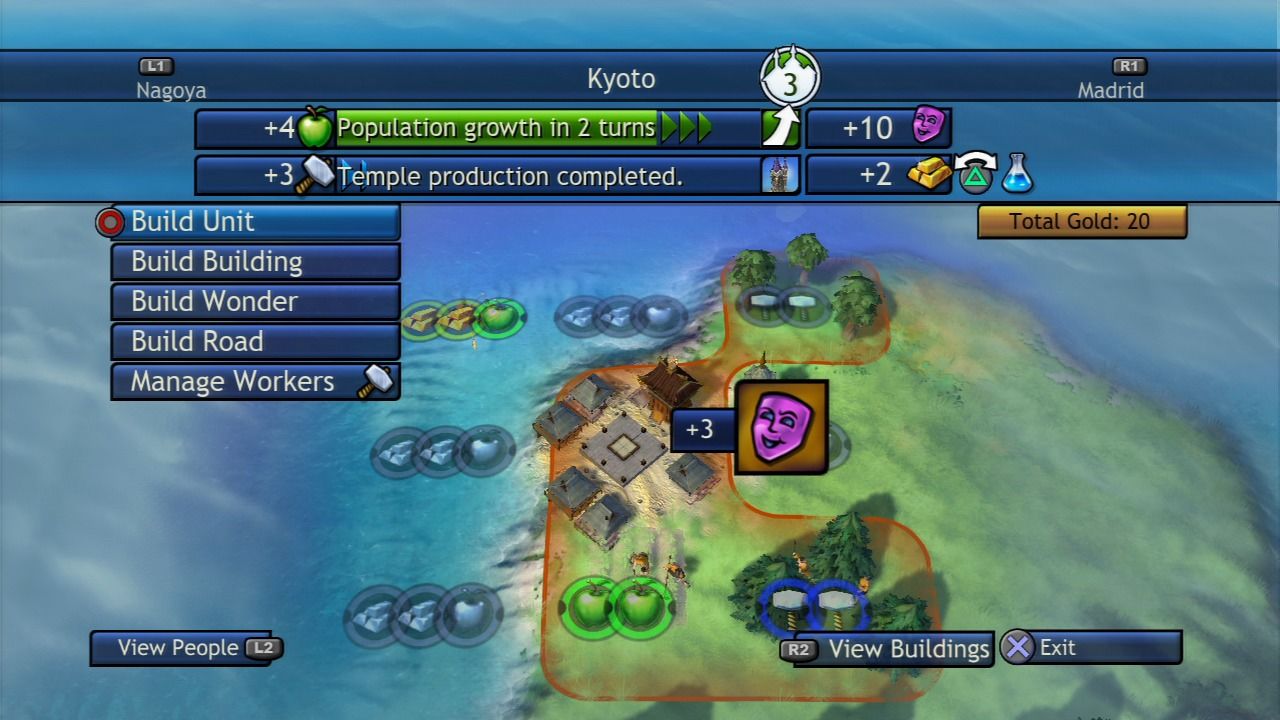 L1
R1
Nagoya
Kyoto
Madrid
3
+4
Population growth in 2 turns
+10
+3
Temple production completed.
+2
Build Unit
Total Gold: 20
Build Building
Build Wonder
Build Road
Manage Workers
+3
View People L2
R2 View Buildings
Exit